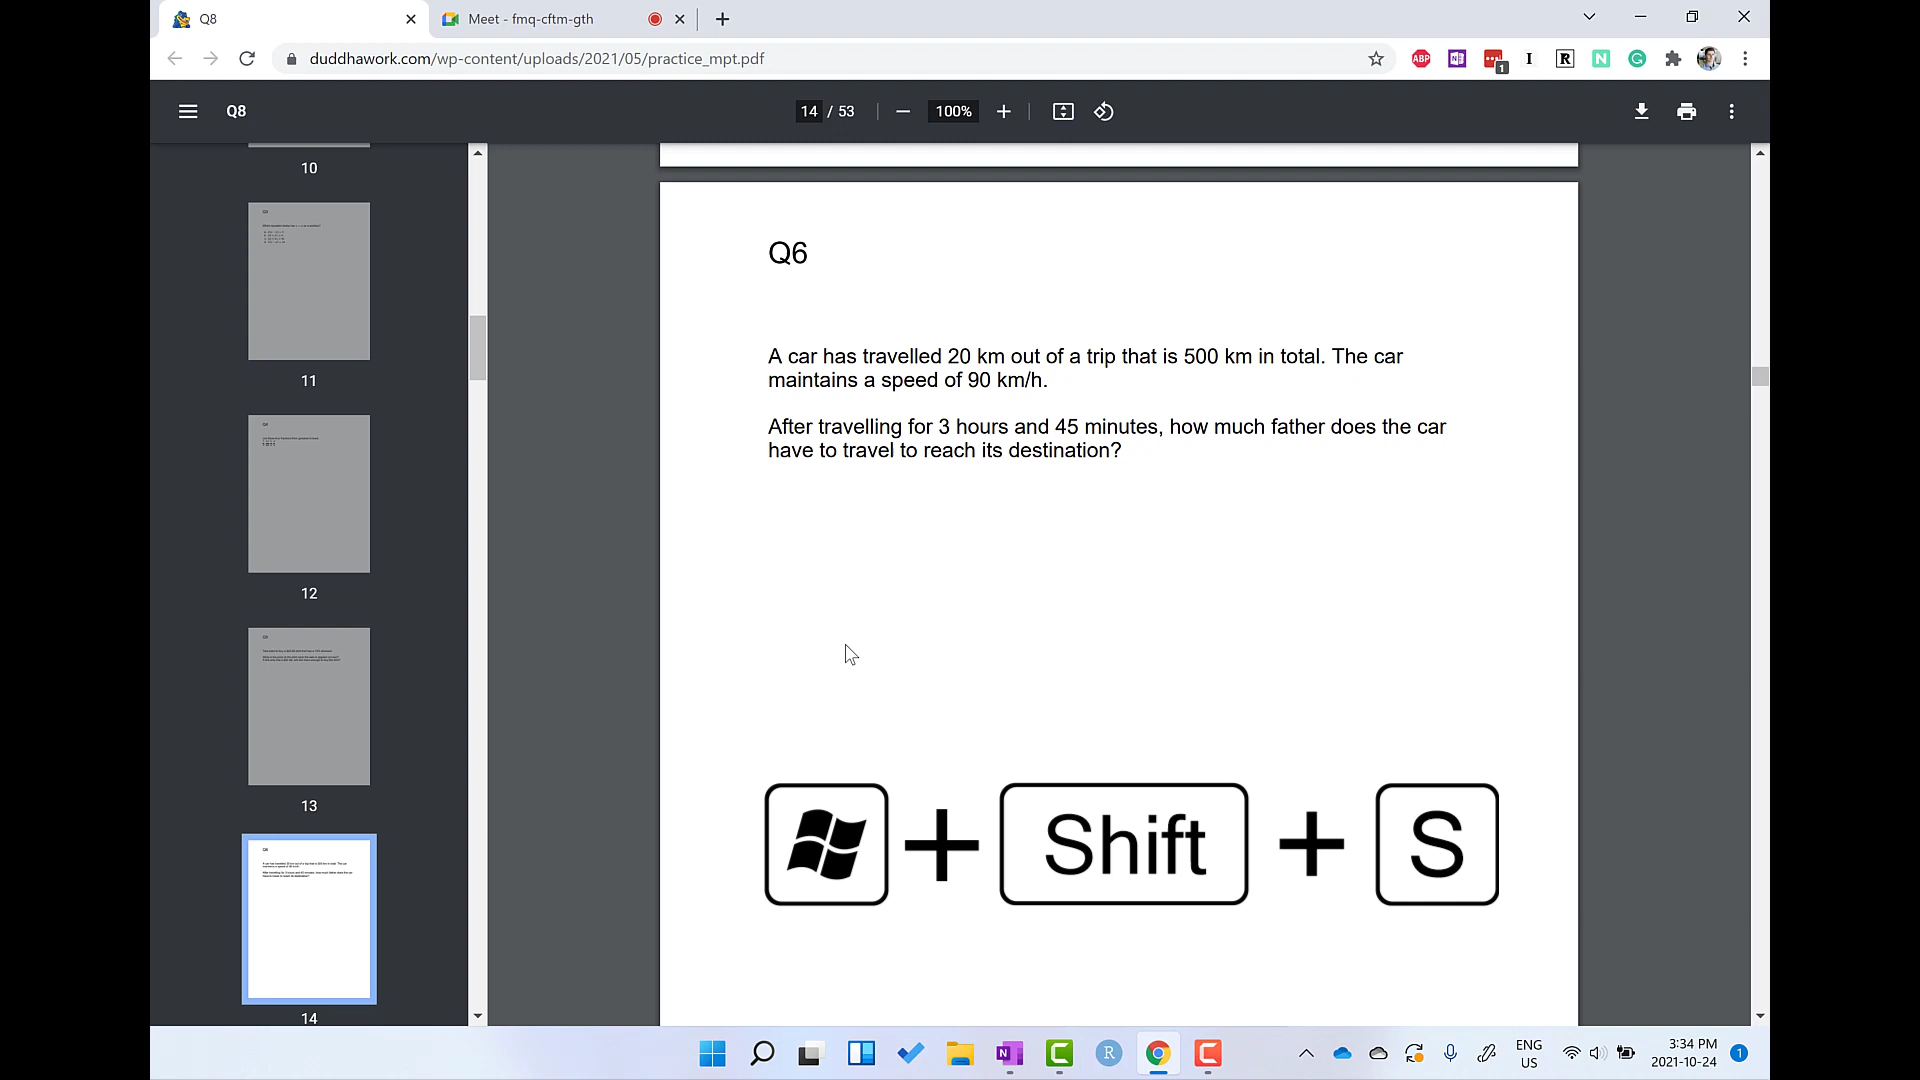 Q8
Meet - fmq-cftm-gth
duddhawork.com/wp-content/uploads/2021/05/practice_mpt.pdf
ABP
N
1
I
R
N
G
Q8
14 / 53
100%
10
11
12
13
14
Q6
A car has travelled 20 km out of a trip that is 500 km in total. The car
maintains a speed of 90 km/h.
After travelling for 3 hours and 45 minutes, how much father does the car
have to travel to reach its destination?
+ Shift + S
N
C
R
C
ENG
US
3:34 PM
2021-10-24
1